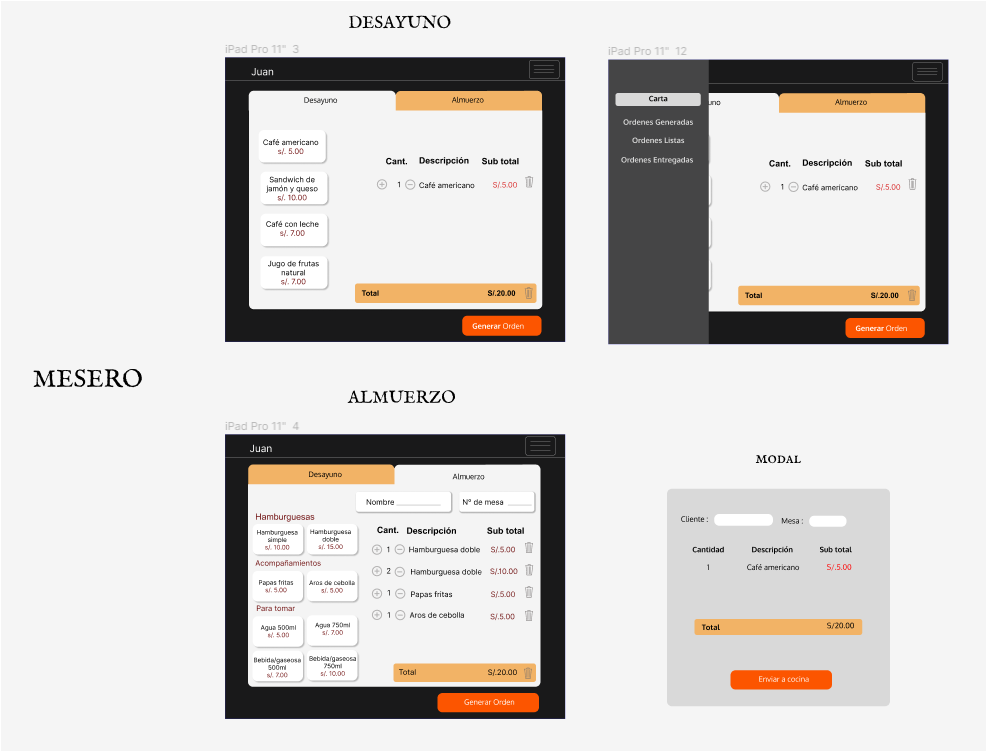 DESAYUNO
iPad Pro 11" 3
Juan
Desayuno
Almuerzo
Café americano
s/. 5.00
Sandwich de
jamón y queso
s/. 10.00
Café con leche
s/. 7.00
Jugo de frutas
natural
s/. 7.00
Cant. Descripción Sub total
1 Café americano S/.5.00
Total S/.20.00
Generar Orden
iPad Pro 11" 12
Carta
Ordenes Generadas
Ordenes Listas
Ordenes Entregadas
uno
Almuerzo
Cant. Descripción Sub total
1 Café americano S/.5.00
Total S/.20.00
Generar Orden
MESERO
ALMUERZO
iPad Pro 11" 4
Juan
Desayuno
Almuerzo
Nombre
Nº de mesa
Hamburguesas
Hamburguesa
simple
s/. 10.00
Hamburguesa
doble
s/. 15.00
Acompañamientos
Papas fritas
s/. 5.00
Aros de cebolla
s/. 5.00
Para tomar
Agua 500ml
s/. 5.00
Agua 750ml
s/. 7.00
Bebida/gaseosa
500ml
s/. 7.00
Bebida/gaseosa
750ml
s/. 10.00
Cant. Descripción Sub total
1 Hamburguesa doble S/.5.00
2 Hamburguesa doble S/.10.00
1 Papas fritas S/.5.00
1 Aros de cebolla S/.5.00
Total S/.20.00
Generar Orden
MODAL
Cliente : Mesa :
Cantidad Descripción Sub total
1 Café americano S/.5.00
Total S/20.00
Enviar a cocina